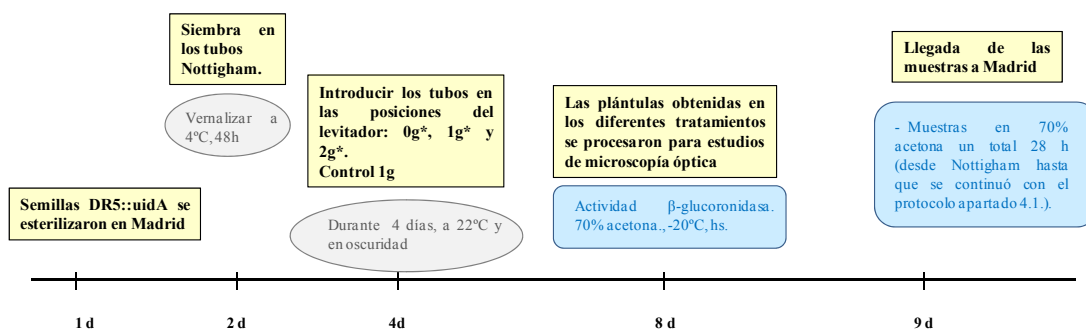 Semillas DR5::uidA se
esterilizaron en Madrid
Siembra en
los tubos
Nottigham.
Vernalizar a
4ºC, 48h
Introducir los tubos en
las posiciones del
levitador: 0g*, 1g* y
2g*.
Control 1g
Durante 4 días, a 22ºC y
en oscuridad
Las plántulas obtenidas en
los diferentes tratamientos
se procesaron para estudios
de microscopía óptica
Actividad β-glucoronidasa.
70% acetona., -20ºC, hs.
Llegada de las
muestras a Madrid
- Muestras en 70%
acetona un total 28 h
(desde Nottigham hasta
que se continuó con el
protocolo apartado 4.1.).
1 d
2 d
4d
8 d
9 d